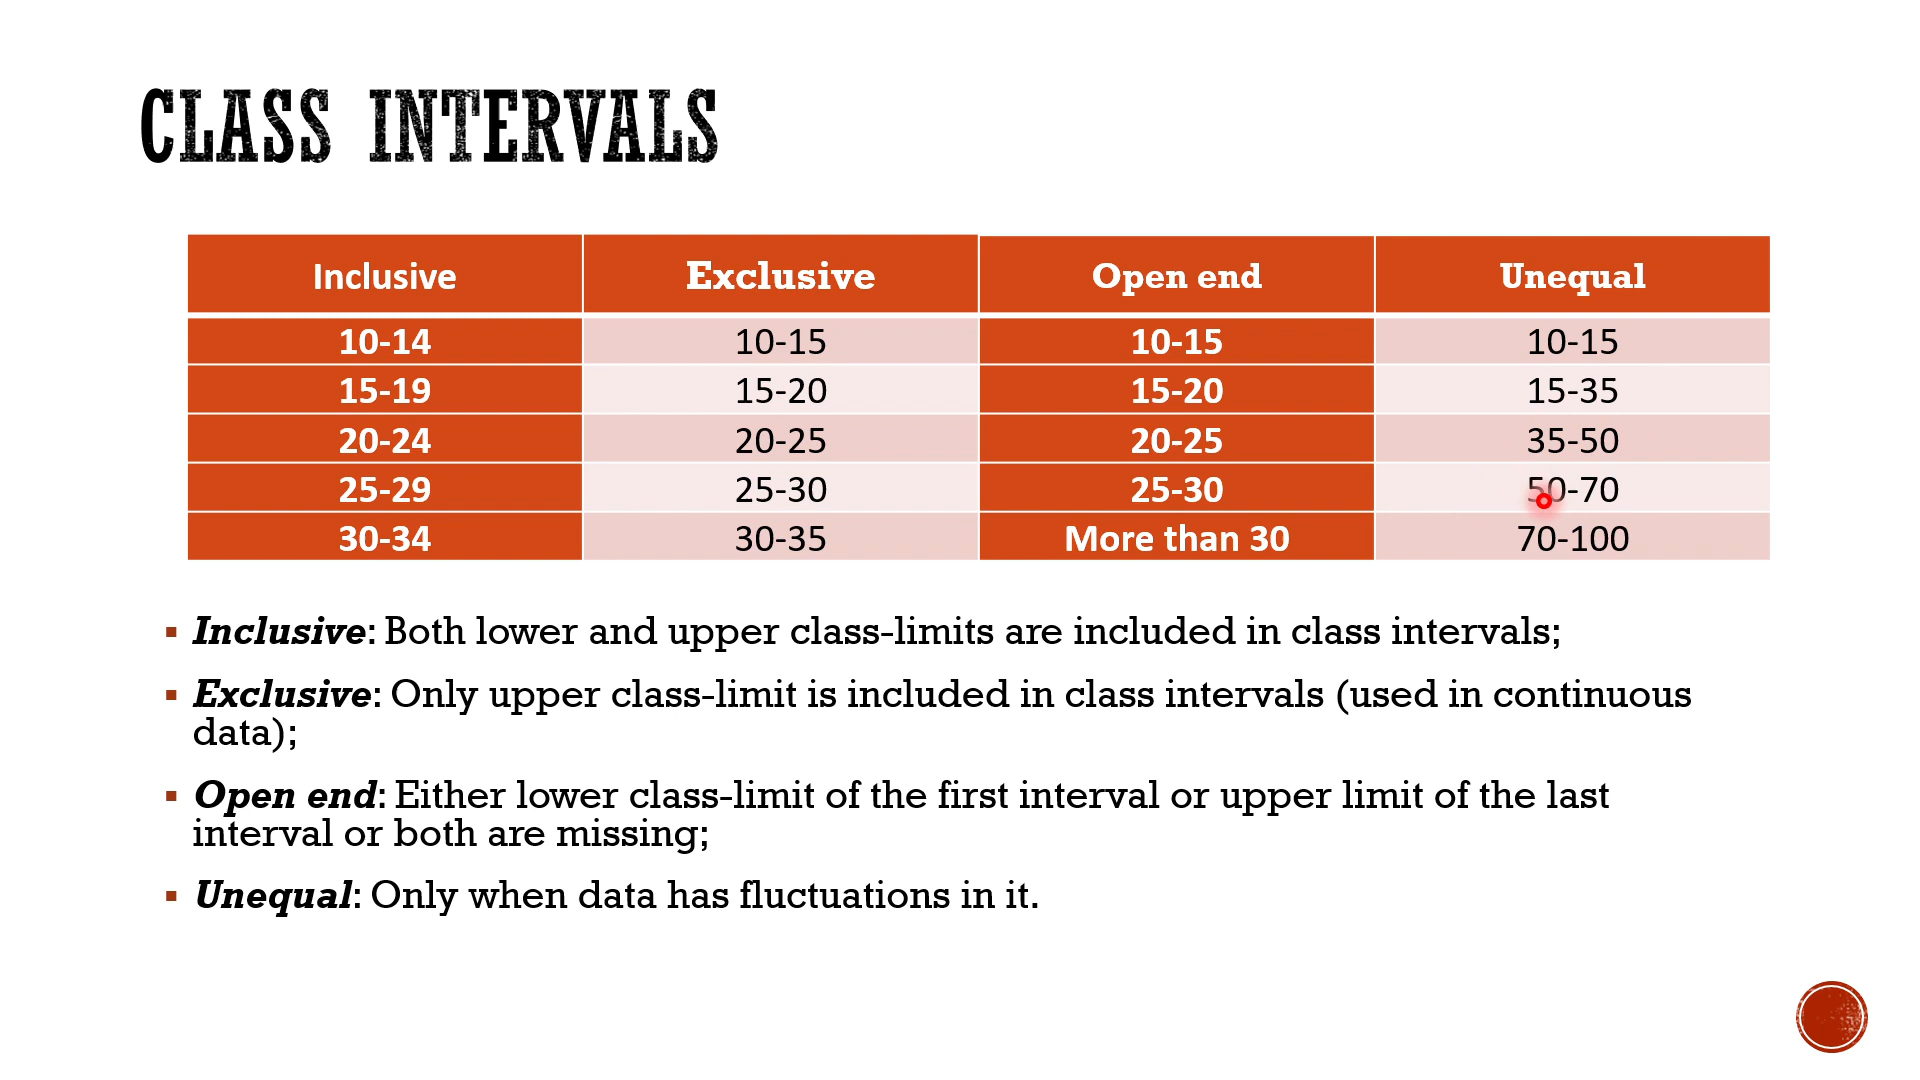 CLASS INTERVALS
Inclusive Exclusive Open end Unequal
10-14 10-15 10-15 10-15
15-19 15-20 15-20 15-35
20-24 20-25 20-25 35-50
25-29 25-30 25-30 50-70
30-34 30-35 More than 30 70-100
▪ Inclusive: Both lower and upper class-limits are included in class intervals;
▪ Exclusive: Only upper class-limit is included in class intervals (used in continuous
data);
▪ Open end: Either lower class-limit of the first interval or upper limit of the last
interval or both are missing;
▪ Unequal: Only when data has fluctuations in it.